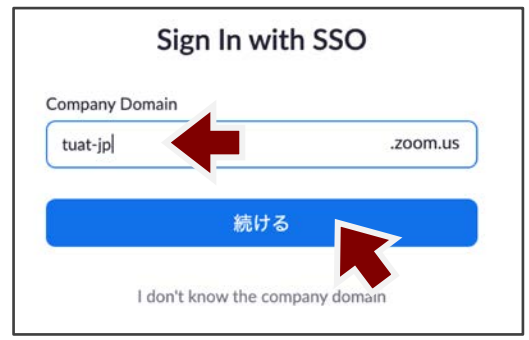 Sign In with SSO
Company Domain
tuat-jp .zoom.us
続ける
I don't know the company domain